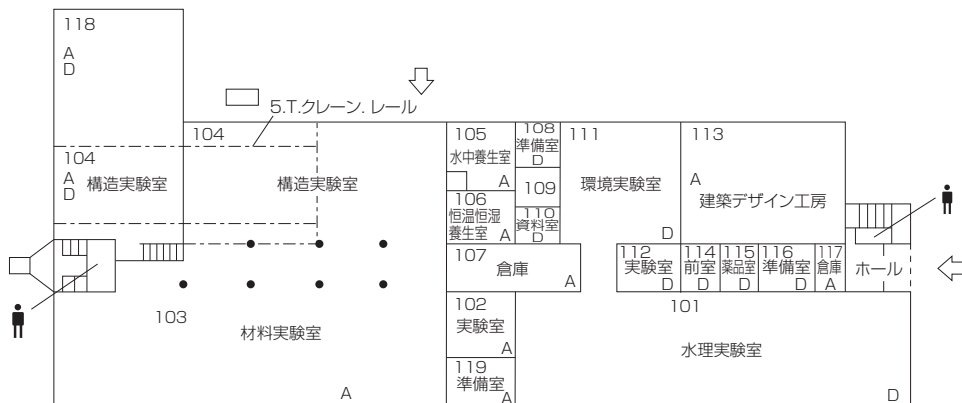 118
A
D
5.T.クレーン.レール
104
104
A
D
構造実験室
構造実験室
105
水中養生室
A
106
恒温恒湿
養生室
A
107
倉庫
A
108
準備室
D
109
110
資料室
D
111
環境実験室
D
113
A
建築デザイン工房
112
実験室
D
114
前室
D
115
薬品室
D
116
準備室
D
117
倉庫
A
ホール
103
材料実験室
A
102
実験室
A
119
準備室
A
101
水理実験室
D